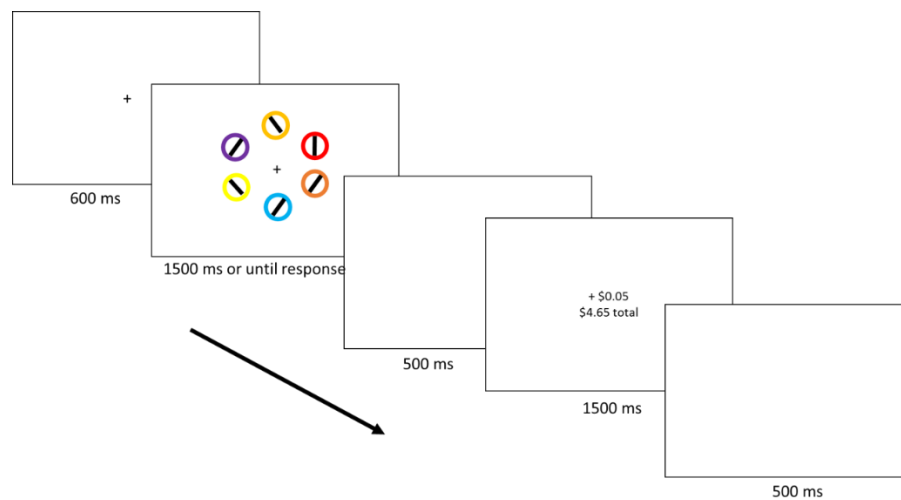 +
600 ms
+
1500 ms or until response
500 ms
+ $0.05
$4.65 total
1500 ms
500 ms